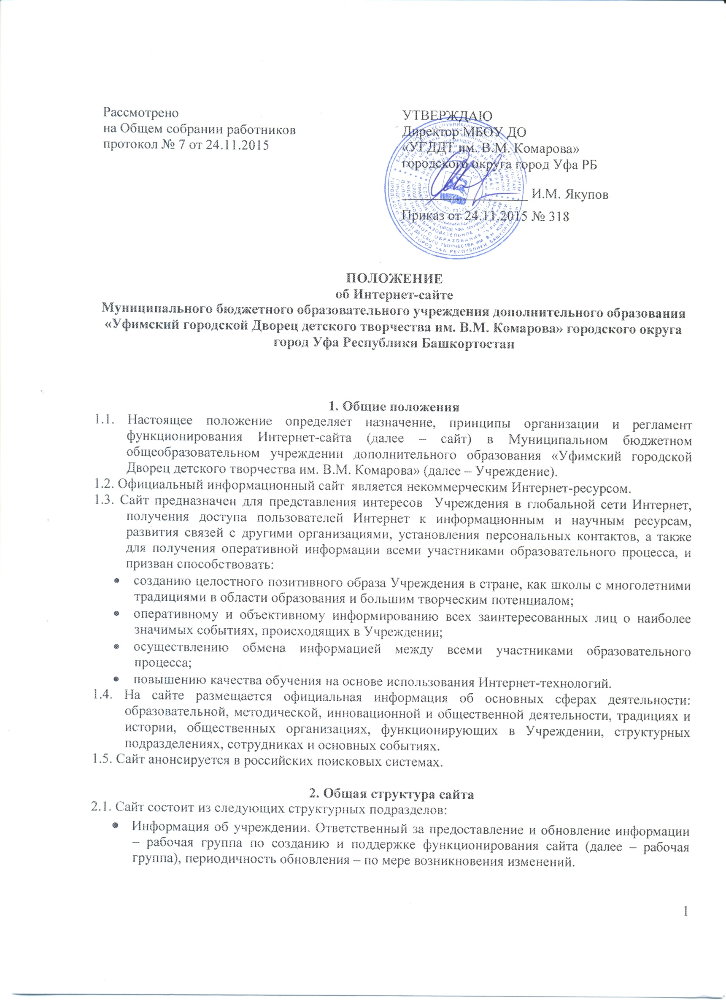 Рассмотрено
на Общем собрании работников
протокол № 7 от 24.11.2015
УТВЕРЖДАЮ
Директор МБОУ ДО
«УГДДТ им. В.М. Комарова»
городского округа город Уфа РБ
И.М. Якупов
Приказ от 24.11.2015 № 318
ПОЛОЖЕНИЕ
об Интернет-сайте
Муниципального бюджетного образовательного учреждения дополнительного образования
«Уфимский городской Дворец детского творчества им. В.М. Комарова» городского округа
город Уфа Республики Башкортостан
1. Общие положения
1.1. Настоящее положение определяет назначение, принципы организации и регламент
функционирования Интернет-сайта (далее – сайт) в Муниципальном бюджетном
общеобразовательном учреждении дополнительного образования «Уфимский городской
Дворец детского творчества им. В.М. Комарова» (далее – Учреждение).
1.2. Официальный информационный сайт является некоммерческим Интернет-ресурсом.
1.3. Сайт предназначен для представления интересов Учреждения в глобальной сети Интернет,
получения доступа пользователей Интернет к информационным и научным ресурсам,
развития связей с другими организациями, установления персональных контактов, а также
для получения оперативной информации всеми участниками образовательного процесса, и
призван способствовать:
• созданию целостного позитивного образа Учреждения в стране, как школы с многолетними
традициями в области образования и большим творческим потенциалом;
• оперативному и объективному информированию всех заинтересованных лиц о наиболее
значимых событиях, происходящих в Учреждении;
• осуществлению обмена информацией между всеми участниками образовательного
процесса;
• повышению качества обучения на основе использования Интернет-технологий.
1.4. На сайте размещается официальная информация об основных сферах деятельности:
образовательной, методической, инновационной и общественной деятельности, традициях и
истории, общественных организациях, функционирующих в Учреждении, структурных
подразделениях, сотрудниках и основных событиях.
1.5. Сайт анонсируется в российских поисковых системах.
2. Общая структура сайта
2.1. Сайт состоит из следующих структурных подразделов:
• Информация об учреждении. Ответственный за предоставление и обновление информации
– рабочая группа по созданию и поддержке функционирования сайта (далее – рабочая
группа), периодичность обновления – по мере возникновения изменений.
1